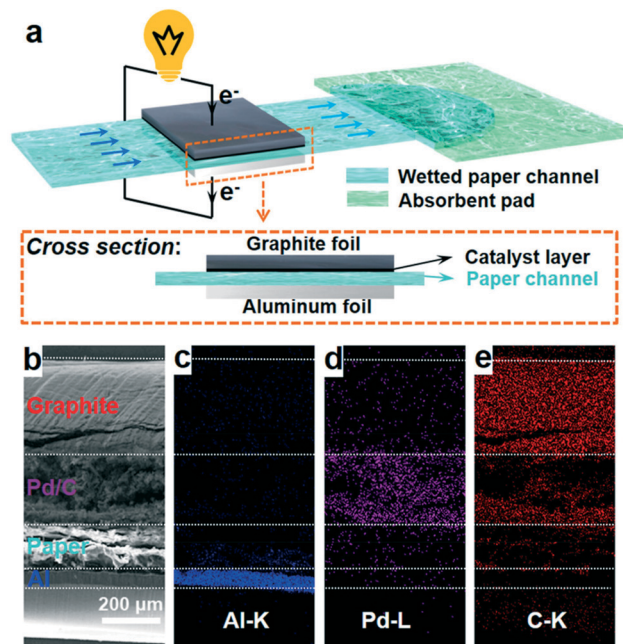 a
e-
e-
Wetted paper channel
Absorbent pad
Cross section:
Graphite foil
Catalyst layer
Paper channel
Aluminum foil
b
c
d
e
Graphite
Pd/C
Paper
Al
200 μm
Al-K
Pd-L
C-K